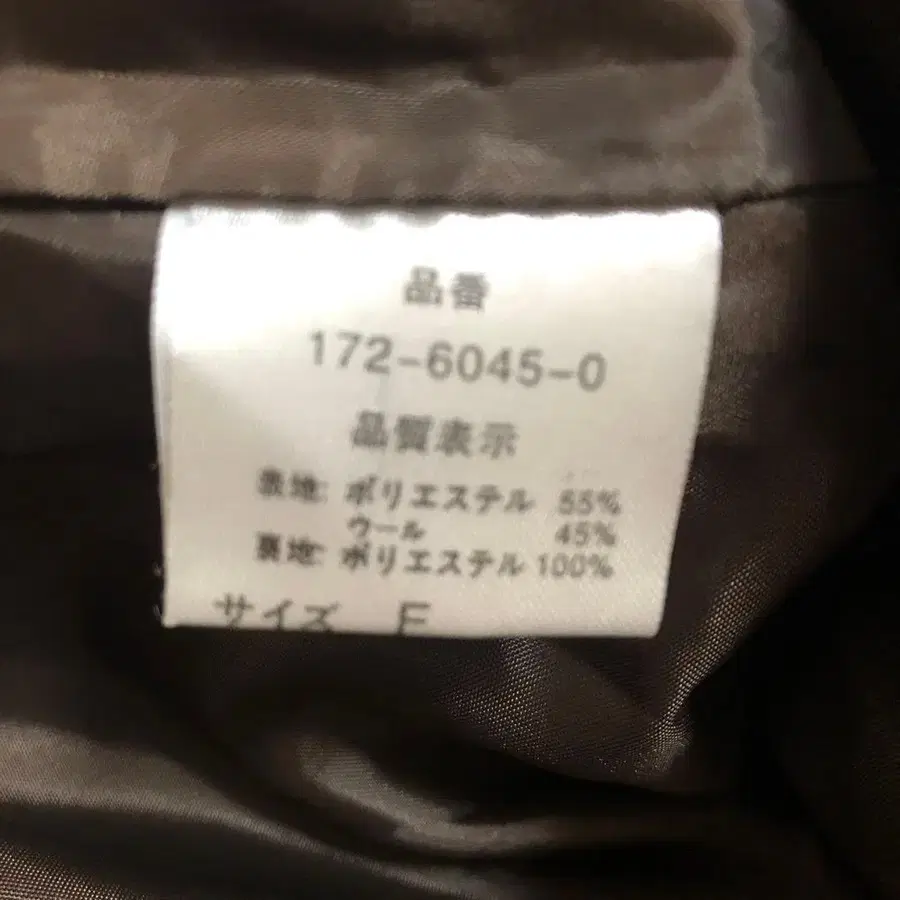 品番
172-6045-0
品質表示
表地: ポリエステル 55%
ウール 45%
裏地: ポリエステル 100%
サイズ F